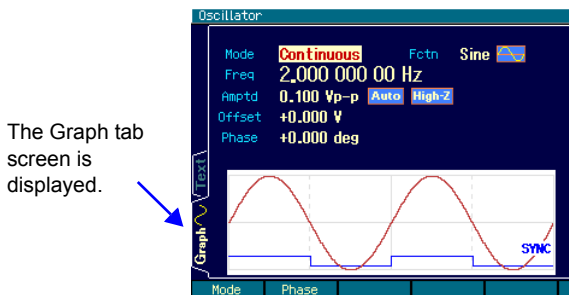 Oscillator
Mode Continuous Fctn Sine
Freq 2.000 000 00 Hz
Amptd 0.100 Vp-p Auto High-Z
Offset +0.000 V
Phase +0.000 deg
The Graph tab
screen is
displayed.
Text
Graph
SYNC
Mode Phase